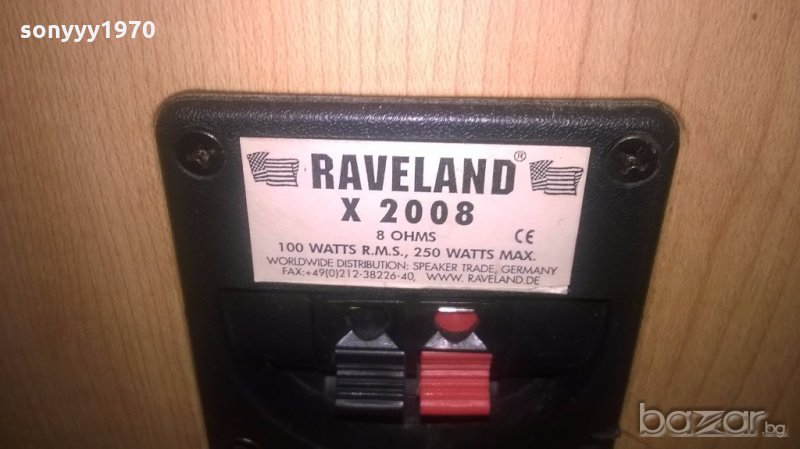 sonyyy1970
RAVELAND®
X 2008
8 OHMS CE
100 WATTS R.M.S., 250 WATTS MAX.
WORLDWIDE DISTRIBUTION; SPEAKER TRADE, GERMANY
FAX:+49(0)212-38226-40, WWW. RAVELAND.DE
bazar.bg